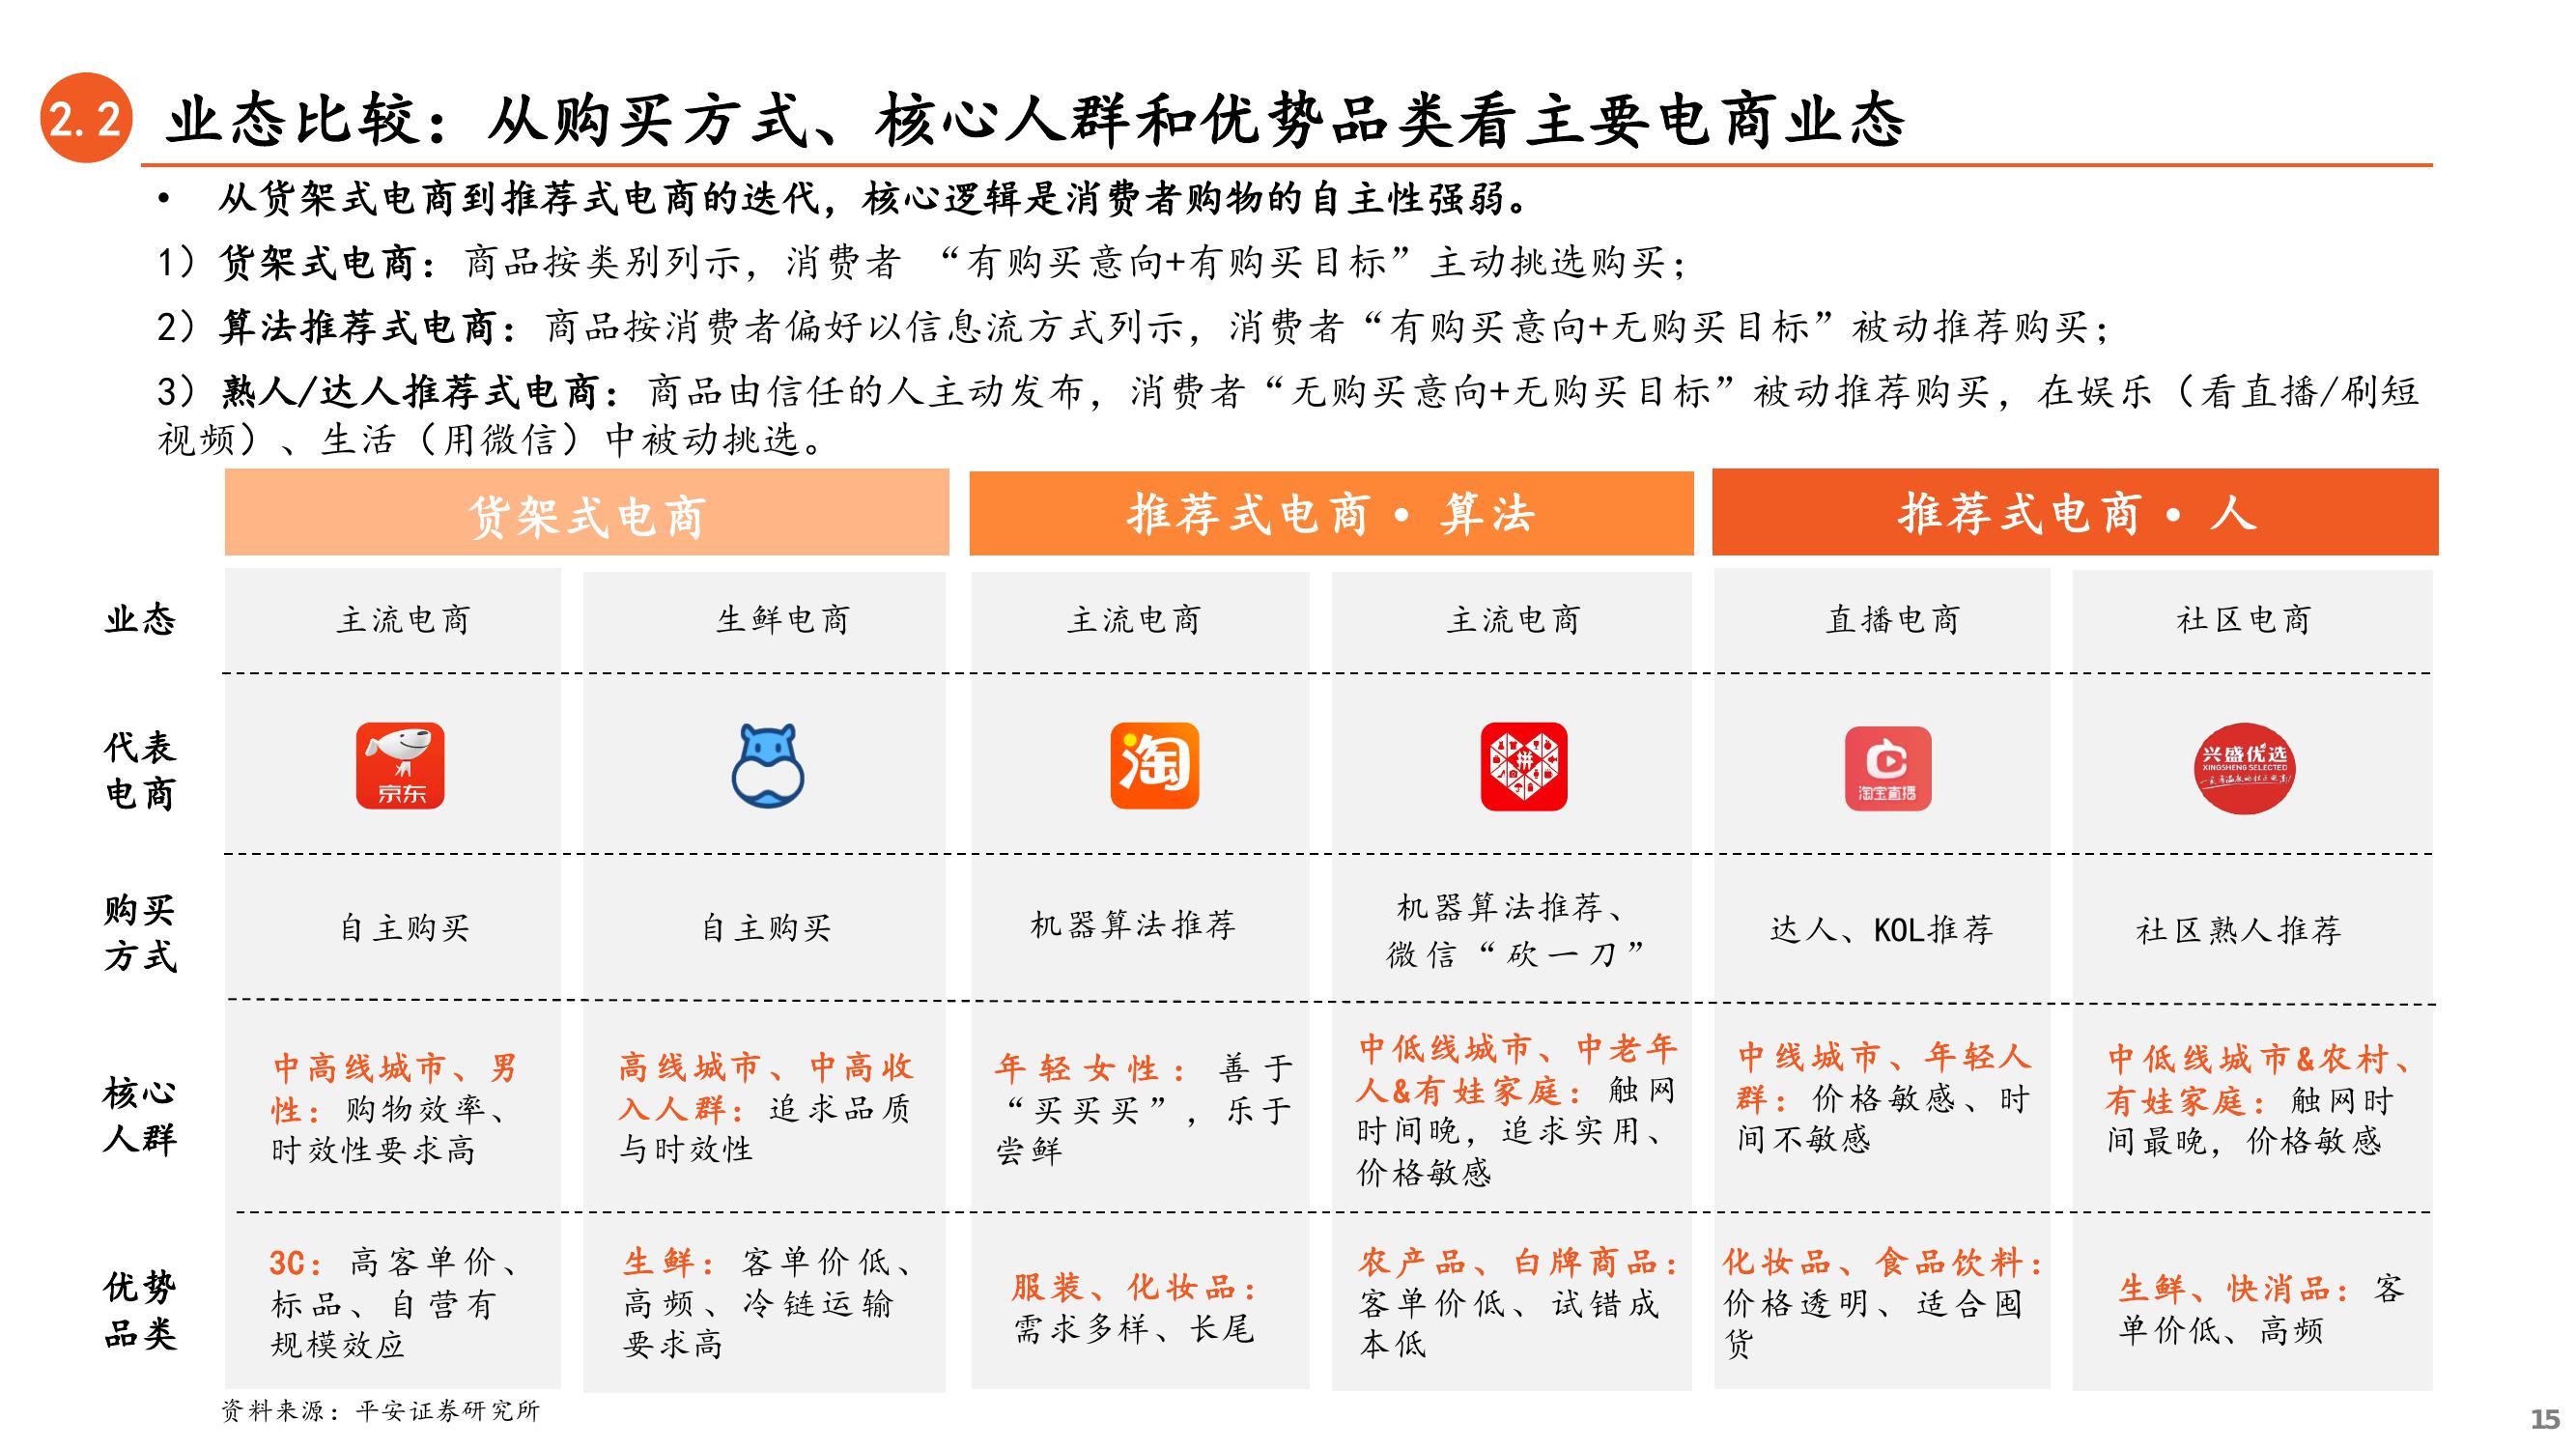 2.2
业态比较：从购买方式、核心人群和优势品类看主要电商业态
• 从货架式电商到推荐式电商的迭代，核心逻辑是消费者购物的自主性强弱。
1）货架式电商：商品按类别列示，消费者 “有购买意向+有购买目标”主动挑选购买；
2）算法推荐式电商：商品按消费者偏好以信息流方式列示，消费者“有购买意向+无购买目标”被动推荐购买；
3）熟人/达人推荐式电商：商品由信任的人主动发布，消费者“无购买意向+无购买目标”被动推荐购买，在娱乐（看直播/刷短
视频）、生活（用微信）中被动挑选。
货架式电商
推荐式电商 • 算法
推荐式电商 • 人
业态
主流电商
生鲜电商
主流电商
主流电商
直播电商
社区电商
代表
电商
京东
淘
拼
淘宝直播
兴盛优选
XINGSHENG SELECTED
购买
方式
自主购买
自主购买
机器算法推荐
机器算法推荐、
微信“砍一刀”
达人、KOL推荐
社区熟人推荐
核心
人群
中高线城市、男
性：购物效率、
时效性要求高
高线城市、中高收
入人群：追求品质
与时效性
年轻女性：善于
“买买买”，乐于
尝鲜
中低线城市、中老年
人&有娃家庭：触网
时间晚，追求实用、
价格敏感
中线城市、年轻人
群：价格敏感、时
间不敏感
中低线城市&农村、
有娃家庭：触网时
间最晚，价格敏感
优势
品类
3C：高客单价、
标品、自营有
规模效应
生鲜：客单价低、
高频、冷链运输
要求高
服装、化妆品：
需求多样、长尾
农产品、白牌商品：
客单价低、试错成
本低
化妆品、食品饮料：
价格透明、适合囤
货
生鲜、快消品：客
单价低、高频
资料来源：平安证券研究所
15